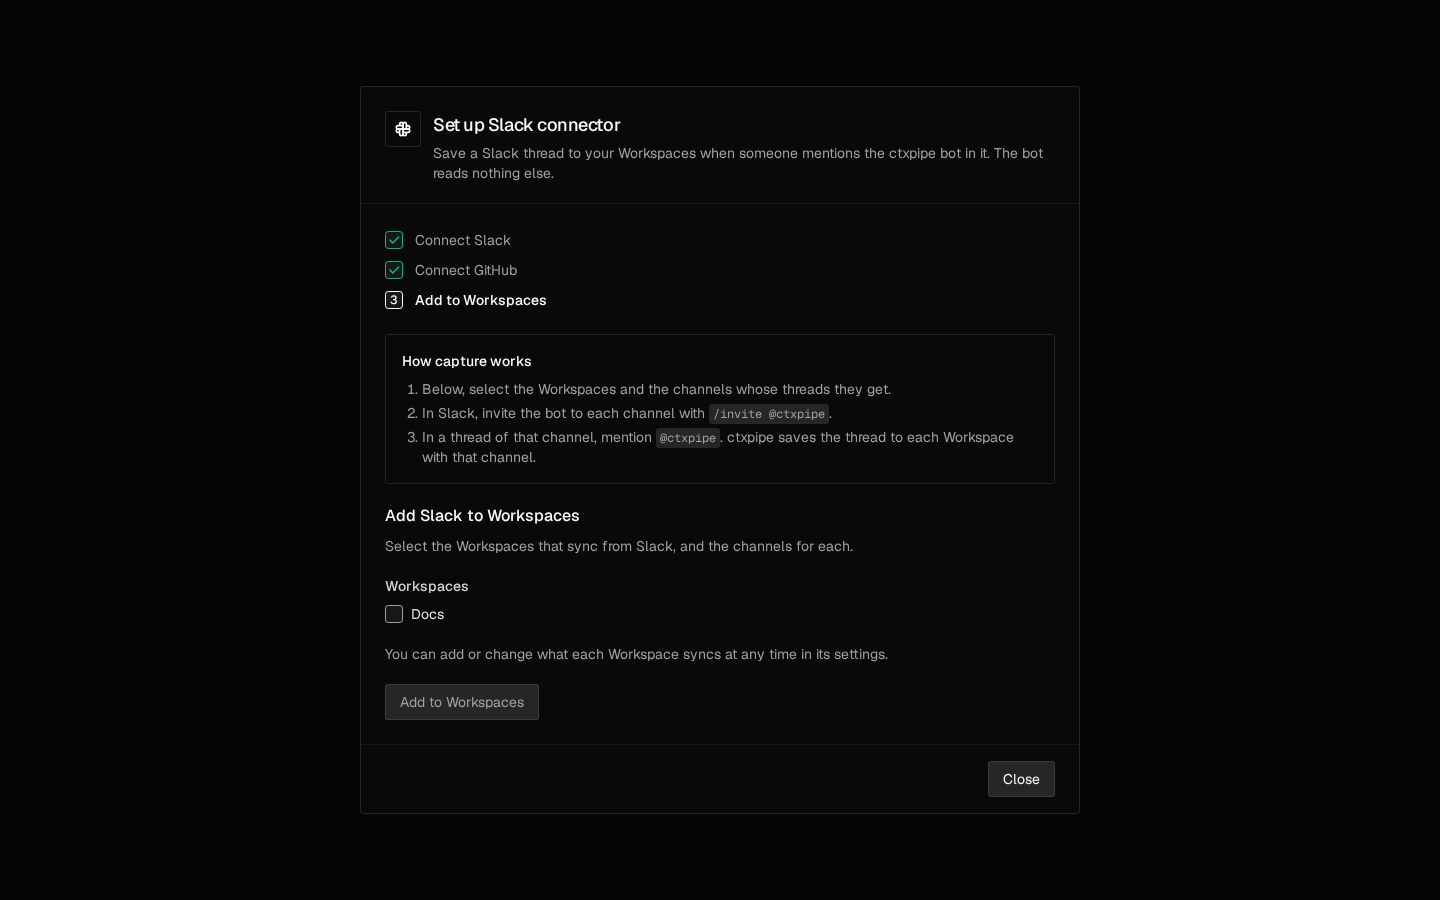 Set up Slack connector
Save a Slack thread to your Workspaces when someone mentions the ctxpipe bot in it. The bot
reads nothing else.
Connect Slack
Connect GitHub
3 Add to Workspaces
How capture works
1. Below, select the Workspaces and the channels whose threads they get.
2. In Slack, invite the bot to each channel with /invite @ctxpipe.
3. In a thread of that channel, mention @ctxpipe. ctxpipe saves the thread to each Workspace
with that channel.
Add Slack to Workspaces
Select the Workspaces that sync from Slack, and the channels for each.
Workspaces
Docs
You can add or change what each Workspace syncs at any time in its settings.
Add to Workspaces
Close